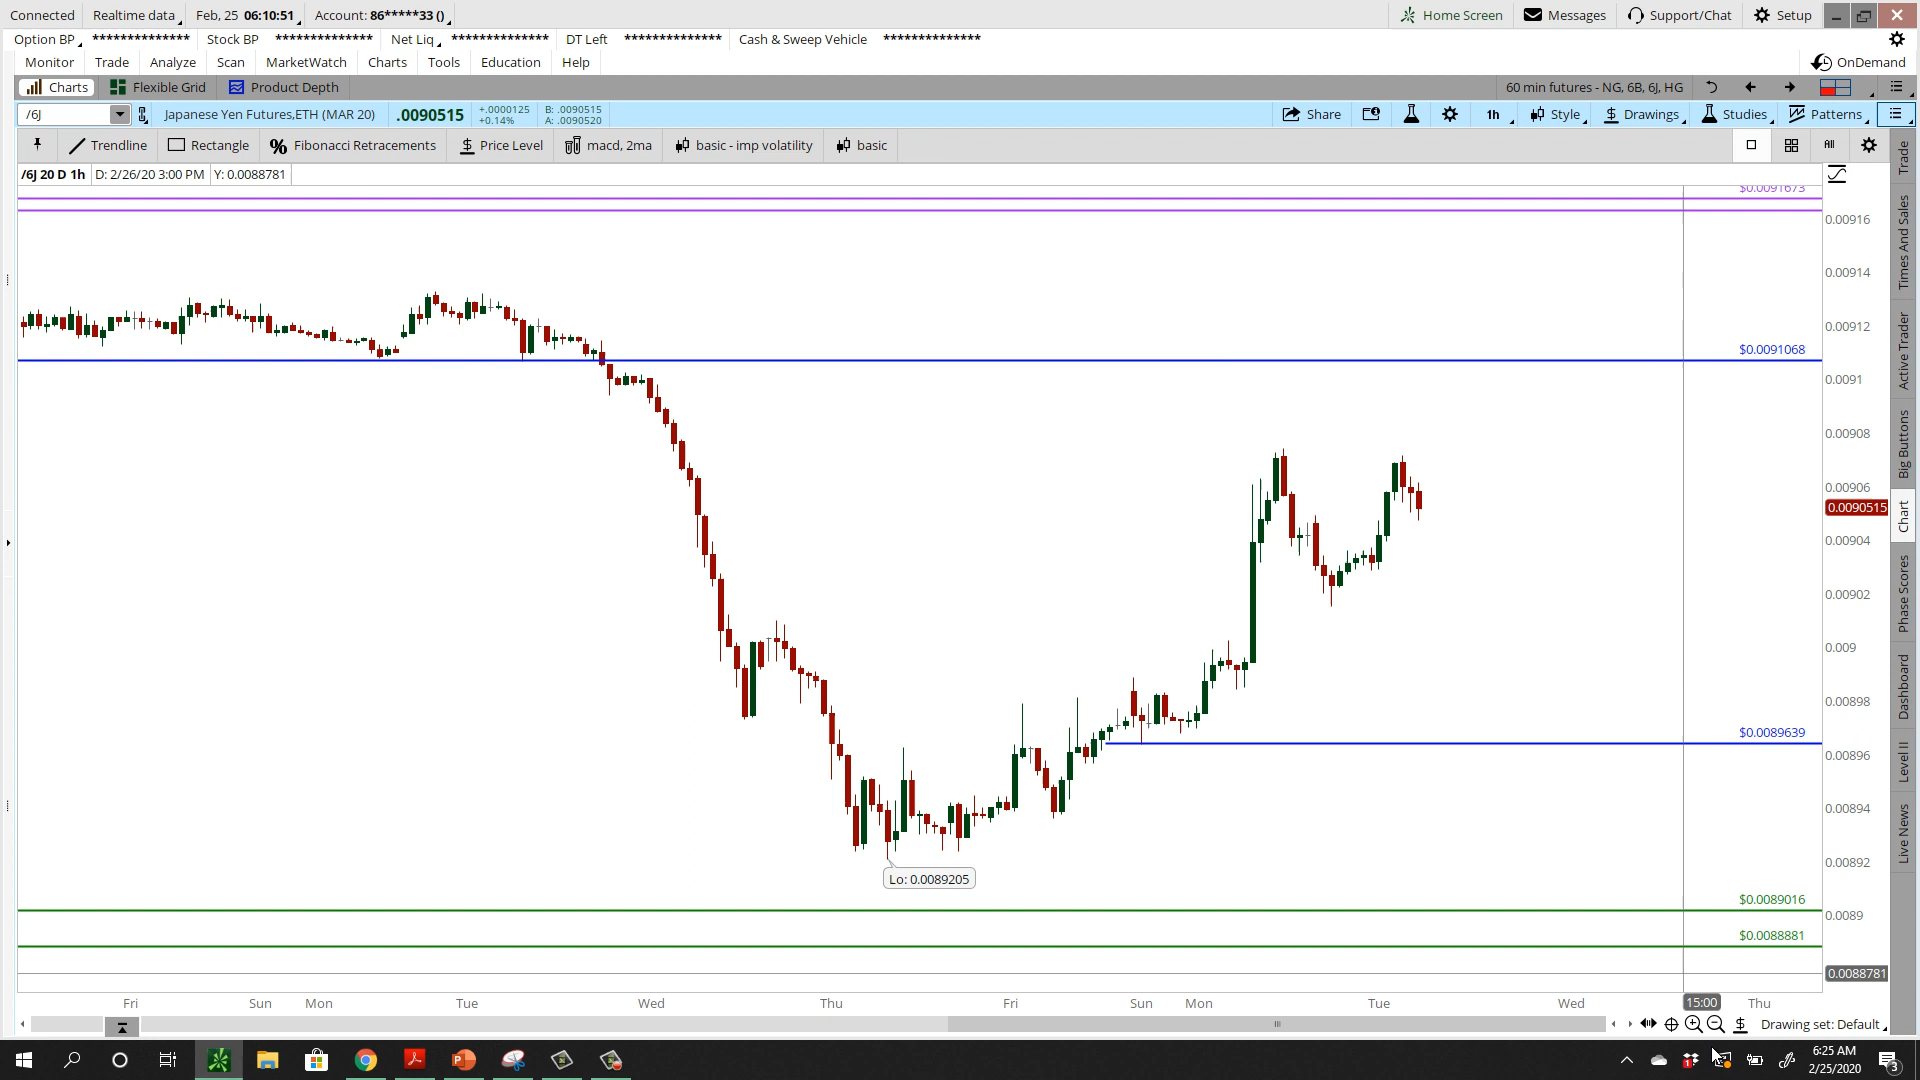 Connected Realtime data Feb, 25 06:10:51 Account: 86*****33 () Home Screen Messages Support/Chat Setup
Option BP ************** Stock BP ************** Net Liq ************** DT Left ************** Cash & Sweep Vehicle **************
Monitor Trade Analyze Scan MarketWatch Charts Tools Education Help OnDemand
Charts Flexible Grid Product Depth 60 min futures - NG, 6B, 6J, HG
/6J Japanese Yen Futures,ETH (MAR 20) .0090515 +.0000125 B: .0090515 Share 1h Style Drawings Studies Patterns
+0.14% A: .0090520
Trendline Rectangle Fibonacci Retracements Price Level macd, 2ma basic - imp volatility basic All
/6J 20 D 1h D: 2/26/20 3:00 PM Y: 0.0088781
$0.0091673
0.00916
0.00914
0.00912
$0.0091068
0.0091
0.00908
0.00906
0.0090515
0.00904
0.00902
0.009
0.00898
$0.0089639
0.00896
0.00894
0.00892
Lo: 0.0089205
$0.0089016
0.0089
$0.0088881
0.0088781
Fri Sun Mon Tue Wed Thu Fri Sun Mon Tue Wed 15:00 Thu
Drawing set: Default
Trade
Times And Sales
Active Trader
Big Buttons
Chart
Phase Scores
Dashboard
Level II
Live News
6:25 AM
2/25/2020
1
3